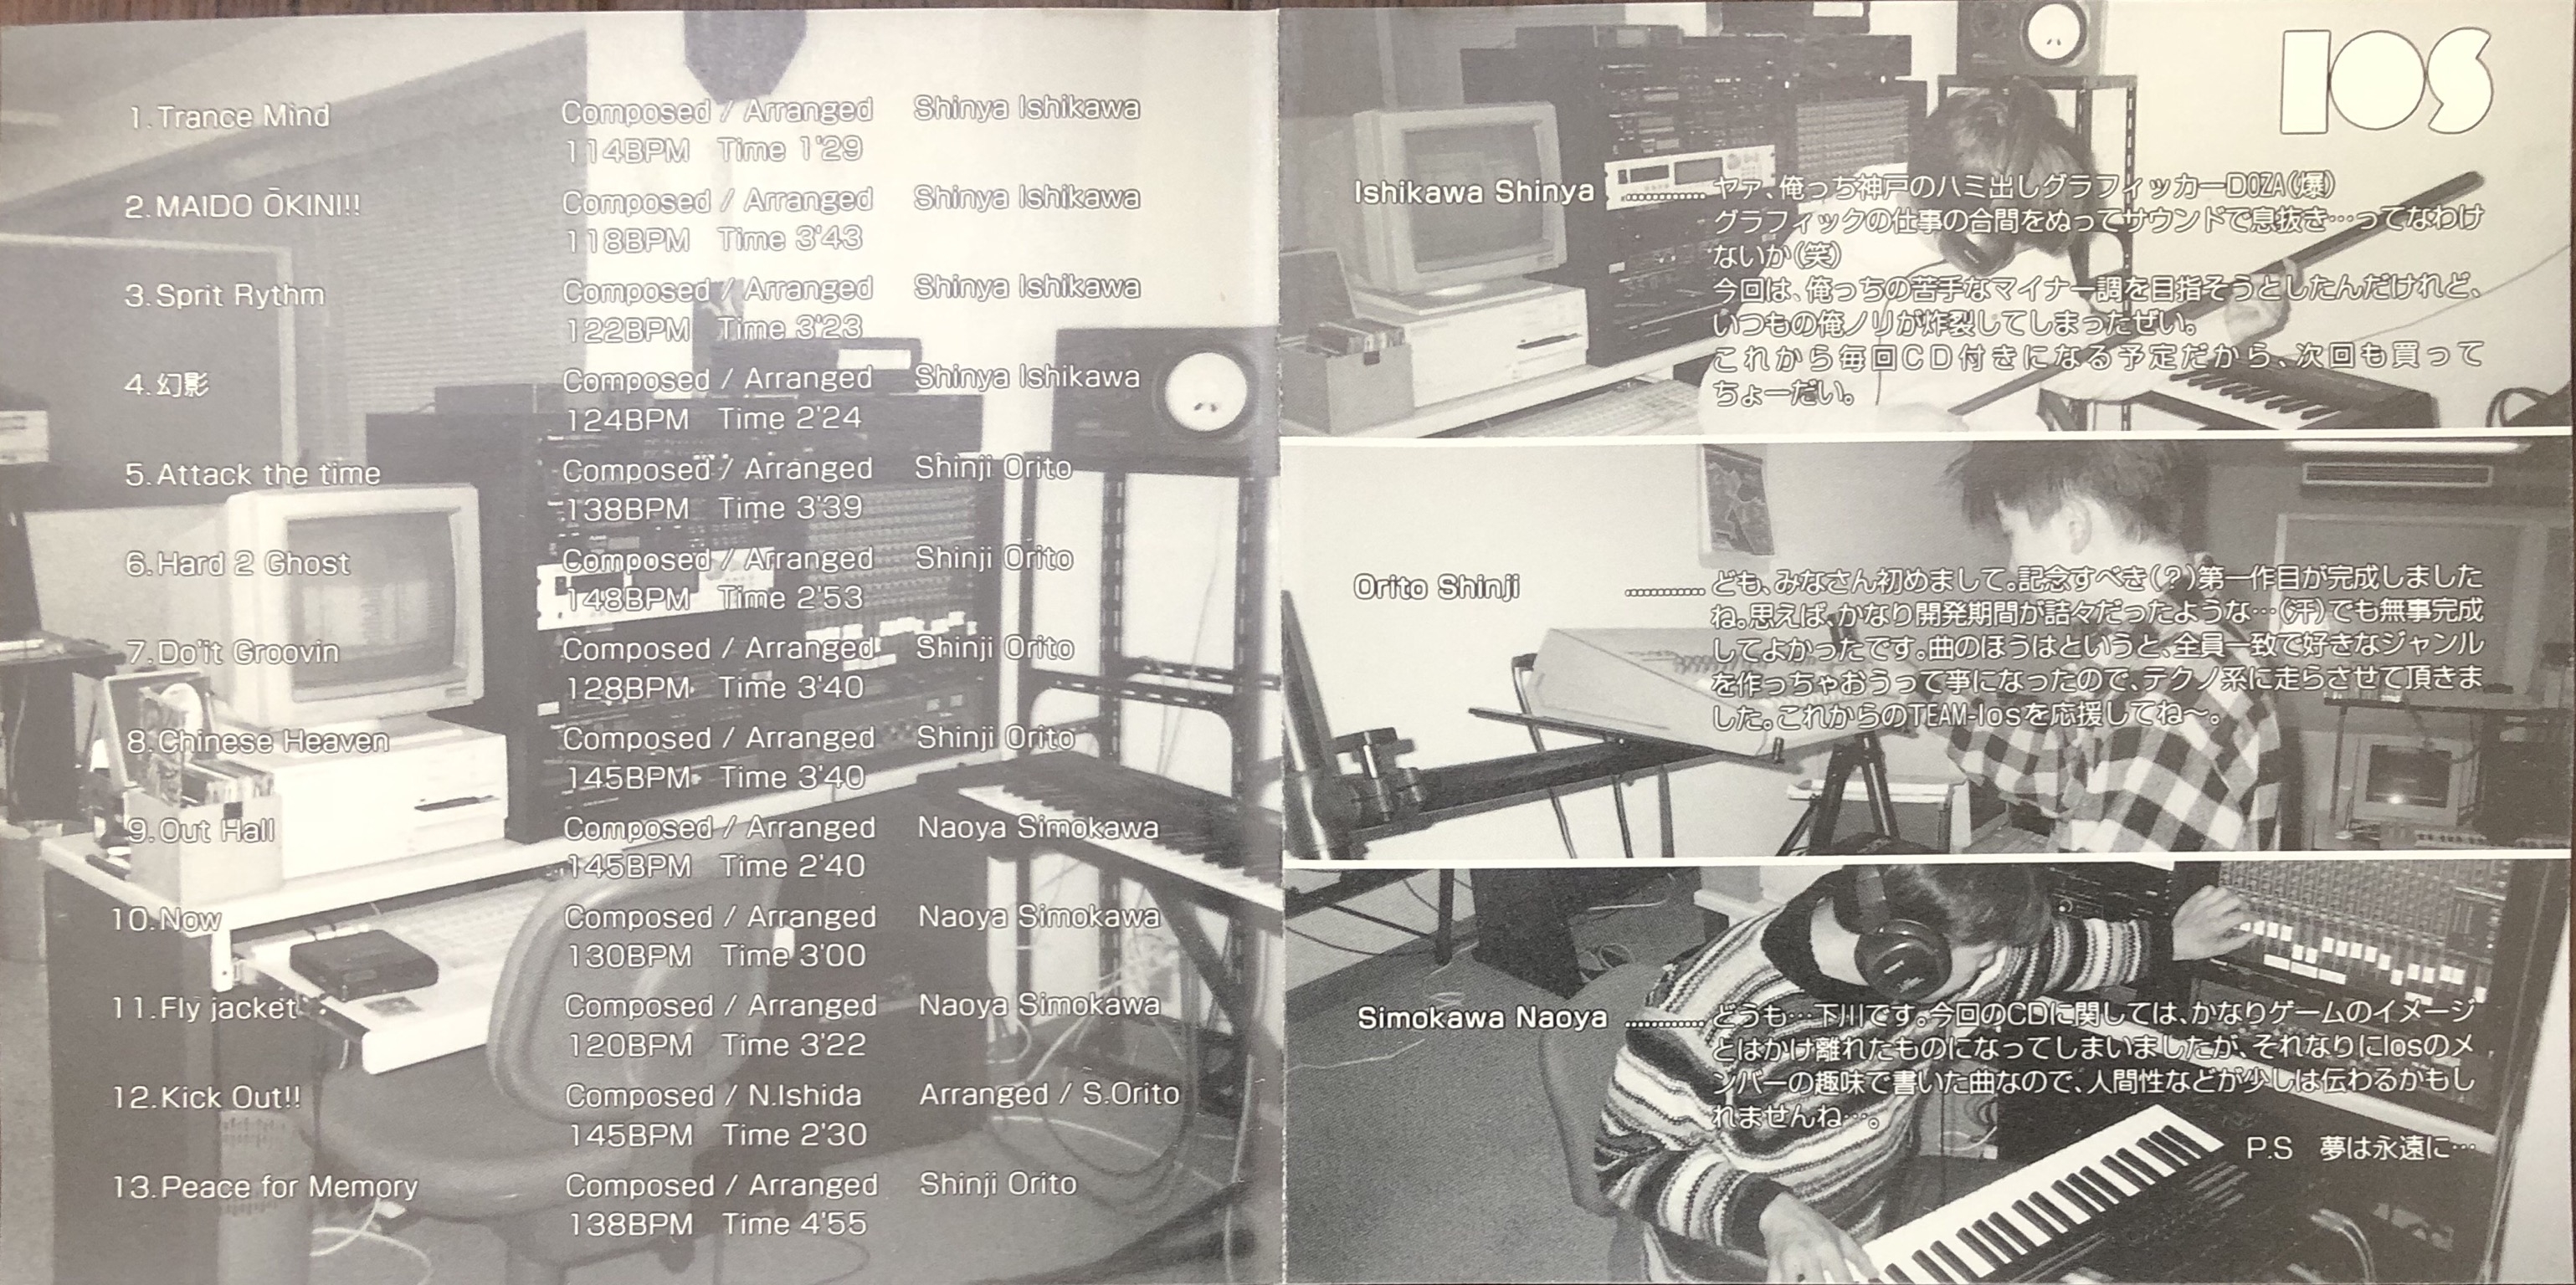 1.Trance Mind Composed / Arranged Shinya Ishikawa
114BPM Time 1'29
2.MAIDO ŌKINI!! Composed / Arranged Shinya Ishikawa
118BPM Time 3'43
3.Sprit Rythm Composed / Arranged Shinya Ishikawa
122BPM Time 3'23
4.幻影 Composed / Arranged Shinya Ishikawa
124BPM Time 2'24
5.Attack the time Composed / Arranged Shinji Orito
138BPM Time 3'39
6.Hard 2 Ghost Composed / Arranged Shinji Orito
148BPM Time 2'53
7.Do'it Groovin Composed / Arranged Shinji Orito
128BPM Time 3'40
8.Chinese Heaven Composed / Arranged Shinji Orito
145BPM Time 3'40
9.Out Hall Composed / Arranged Naoya Simokawa
145BPM Time 2'40
10.Now Composed / Arranged Naoya Simokawa
130BPM Time 3'00
11.Fly jacket Composed / Arranged Naoya Simokawa
120BPM Time 3'22
12.Kick Out!! Composed / N.Ishida Arranged / S.Orito
145BPM Time 2'30
13.Peace for Memory Composed / Arranged Shinji Orito
138BPM Time 4'55
IOS
Ishikawa Shinya …………ヤァ、俺っち神戸のハミ出しグラフィッカーDOZA(爆)
グラフィックの仕事の合間をぬってサウンドで息抜き…ってなわけ
ないか(笑)
今回は、俺っちの苦手なマイナー調を目指そうとしたんだけれど、
いつもの俺ノリが炸裂してしまったぜい。
これから毎回CD付きになる予定だから、次回も買って
ちょーだい。
Orito Shinji …………ども、みなさん初めまして。記念すべき(?)第一作目が完成しました
ね。思えば、かなり開発期間が詰々だったような…(汗)でも無事完成
してよかったです。曲のほうはというと、全員一致で好きなジャンル
を作っちゃおうって事になったので、テクノ系に走らさせて頂きま
した。これからのTEAM-Iosを応援してね〜。
Simokawa Naoya …………どうも…下川です。今回のCDに関しては、かなりゲームのイメージ
とはかけ離れたものになってしまいましたが、それなりにIosのメ
ンバーの趣味で書いた曲なので、人間性などが少しは伝わるかもし
れませんね…。
P.S 夢は永遠に…